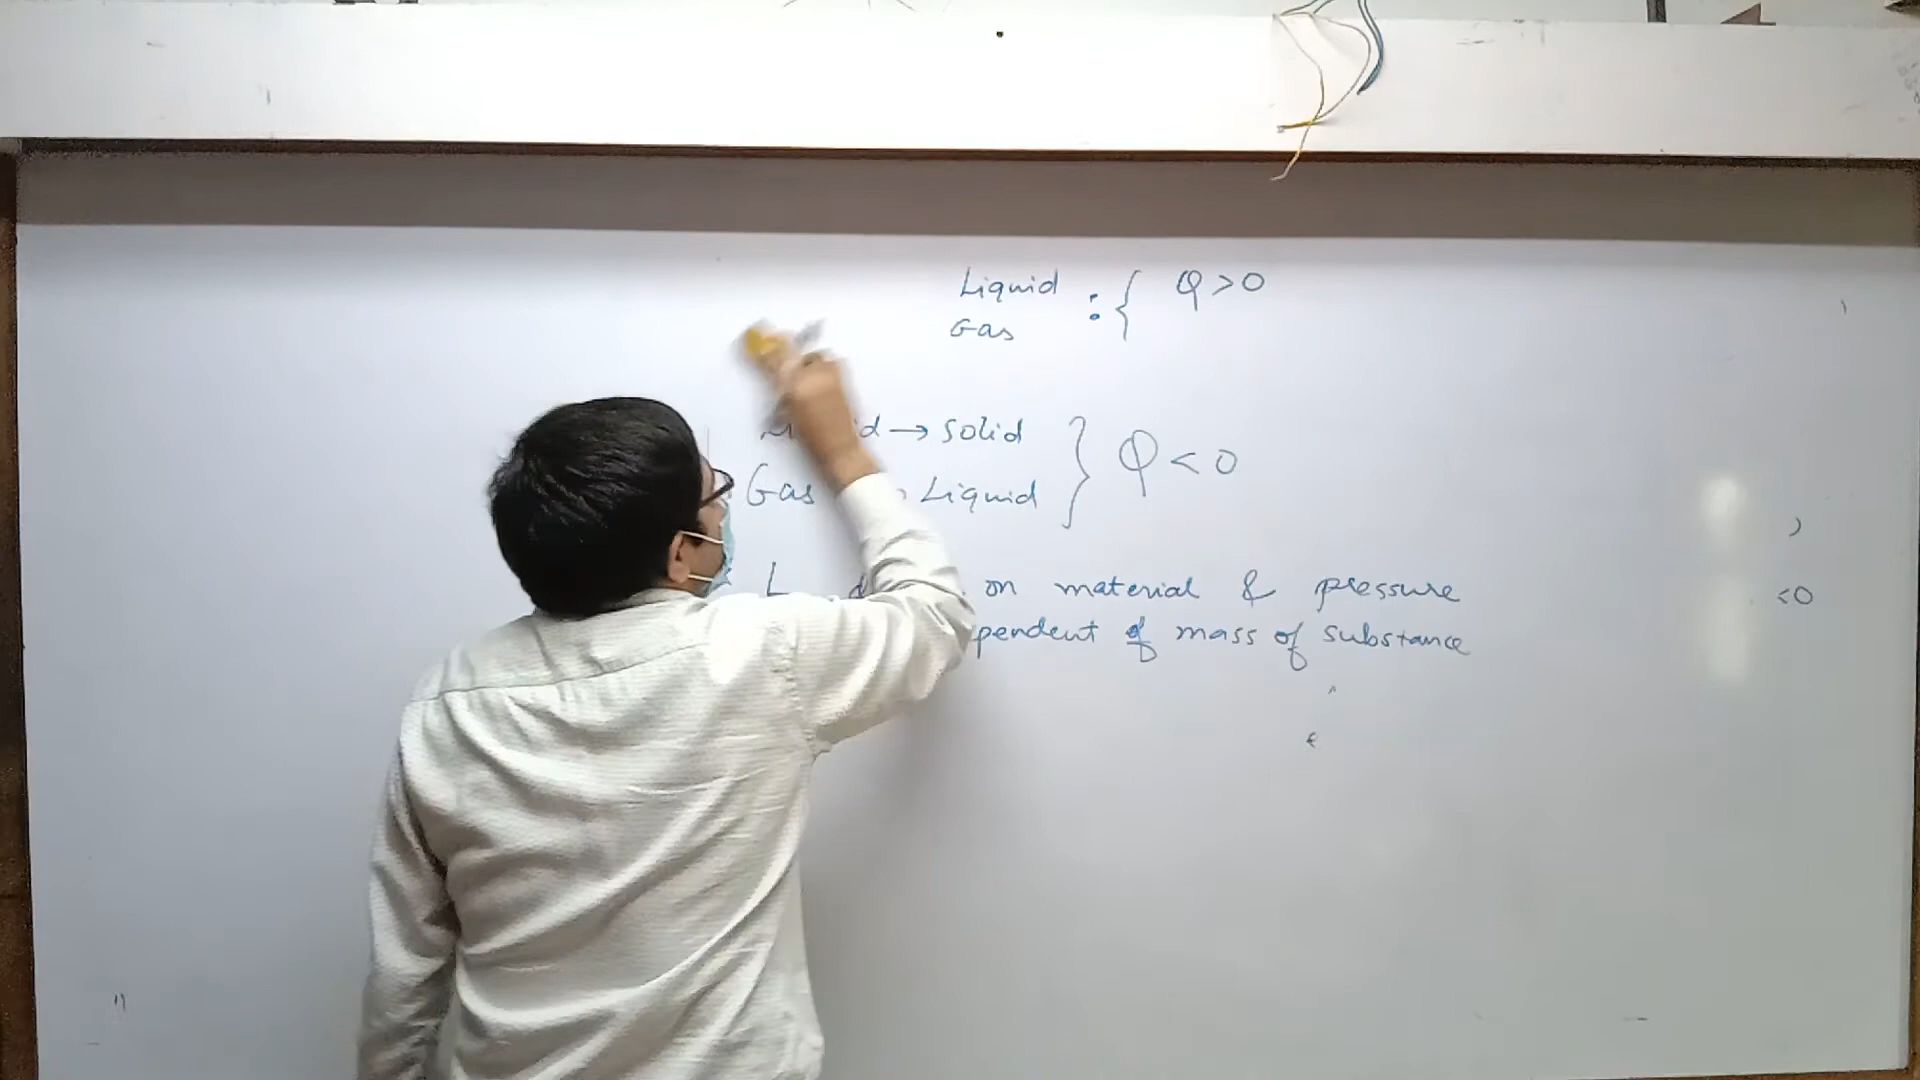 Liquid : { Q > 0
Gas
→ Solid } Q < 0
Gas Liquid
L on material & pressure
<0
pendent of mass of substance